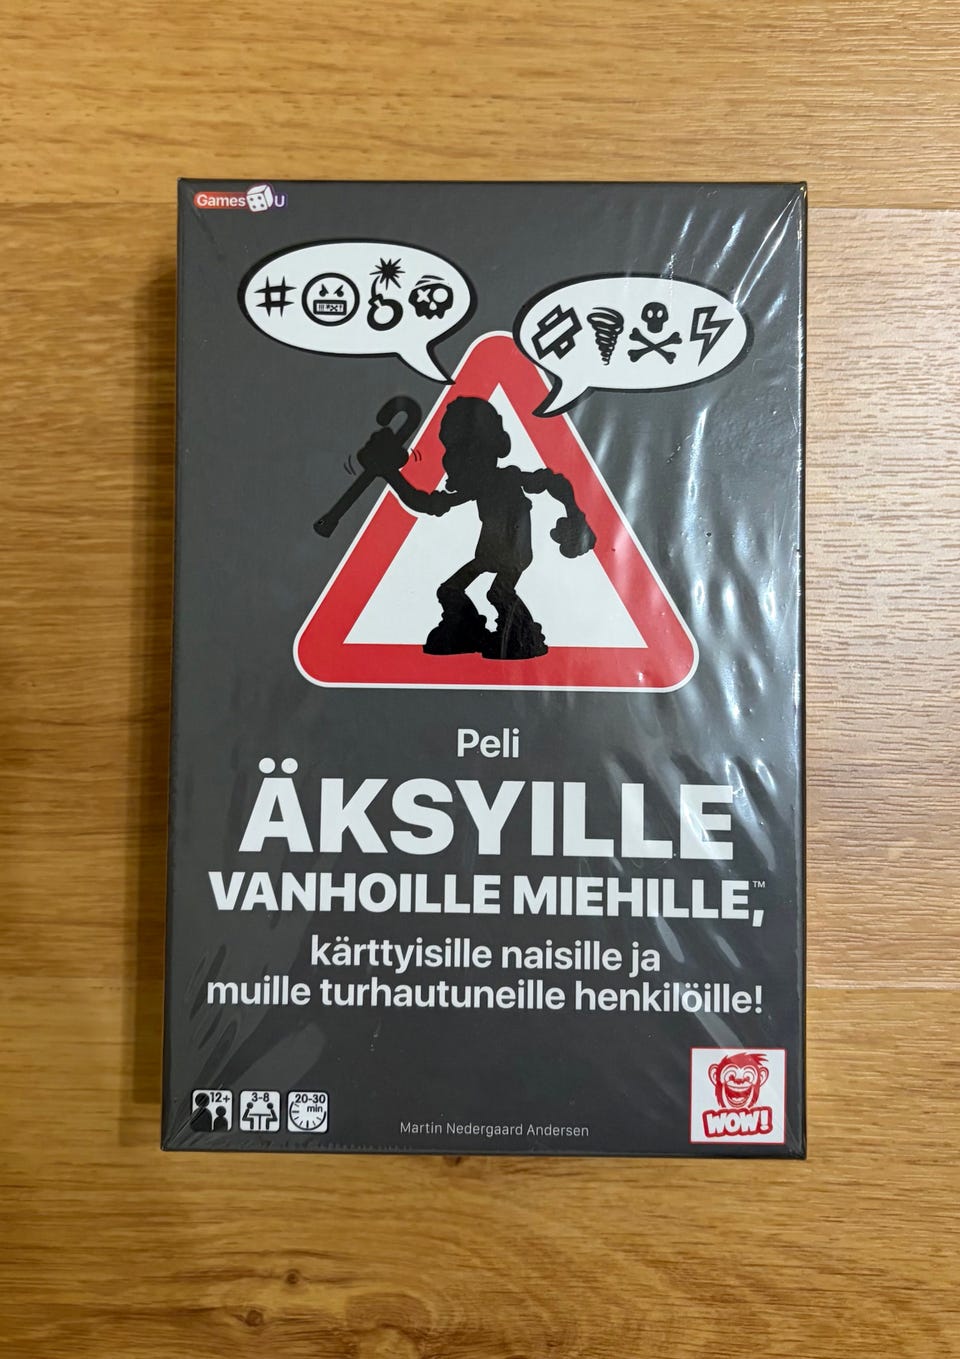 Games U
Peli
ÄKSYILLE
VANHOILLE MIEHILLE,™
kärttyisille naisille ja
muille turhautuneille henkilöille!
12+
3-8
20-30
min
Martin Nedergaard Andersen
WOW!